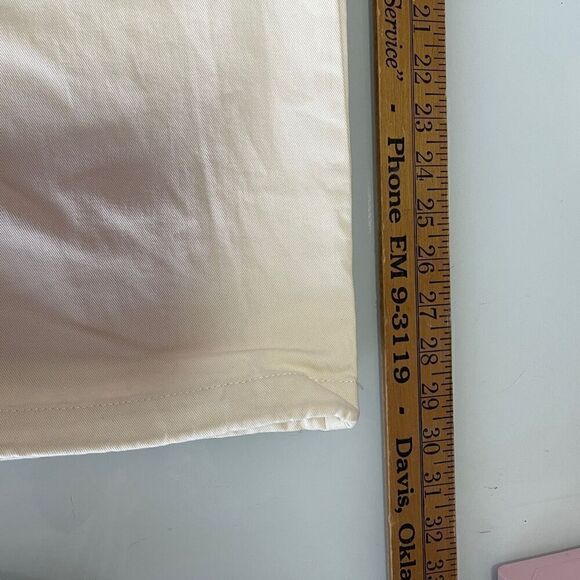 Service" - Phone EM 9-3119 - Davis, Okla
21 22 23 24 25 26 27 28 29 30 31 32